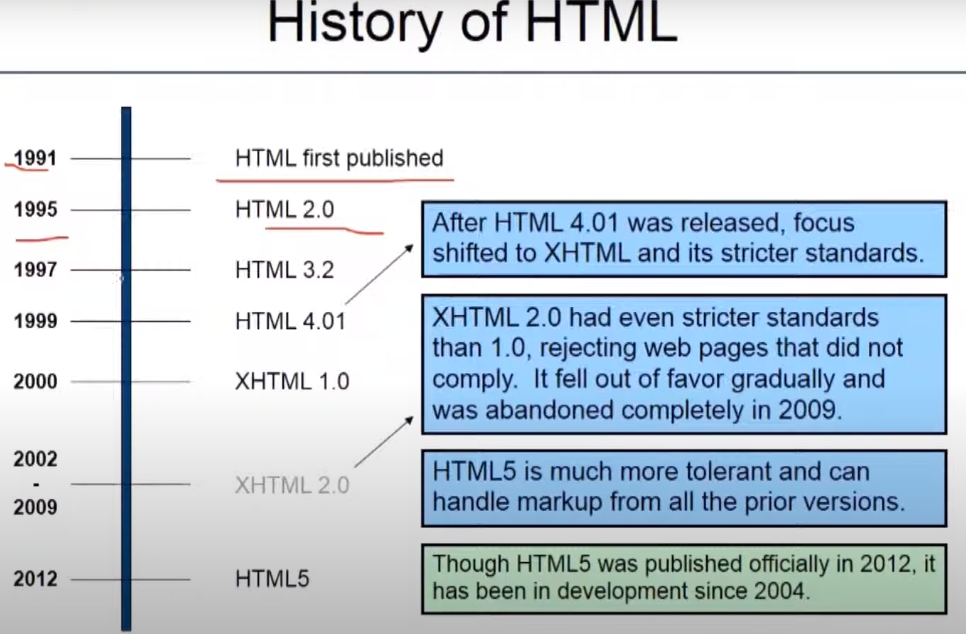 History of HTML
1991 HTML first published
1995 HTML 2.0
1997 HTML 3.2
1999 HTML 4.01
2000 XHTML 1.0
2002
-
2009
XHTML 2.0
2012 HTML5
After HTML 4.01 was released, focus
shifted to XHTML and its stricter standards.
XHTML 2.0 had even stricter standards
than 1.0, rejecting web pages that did not
comply. It fell out of favor gradually and
was abandoned completely in 2009.
HTML5 is much more tolerant and can
handle markup from all the prior versions.
Though HTML5 was published officially in 2012, it
has been in development since 2004.